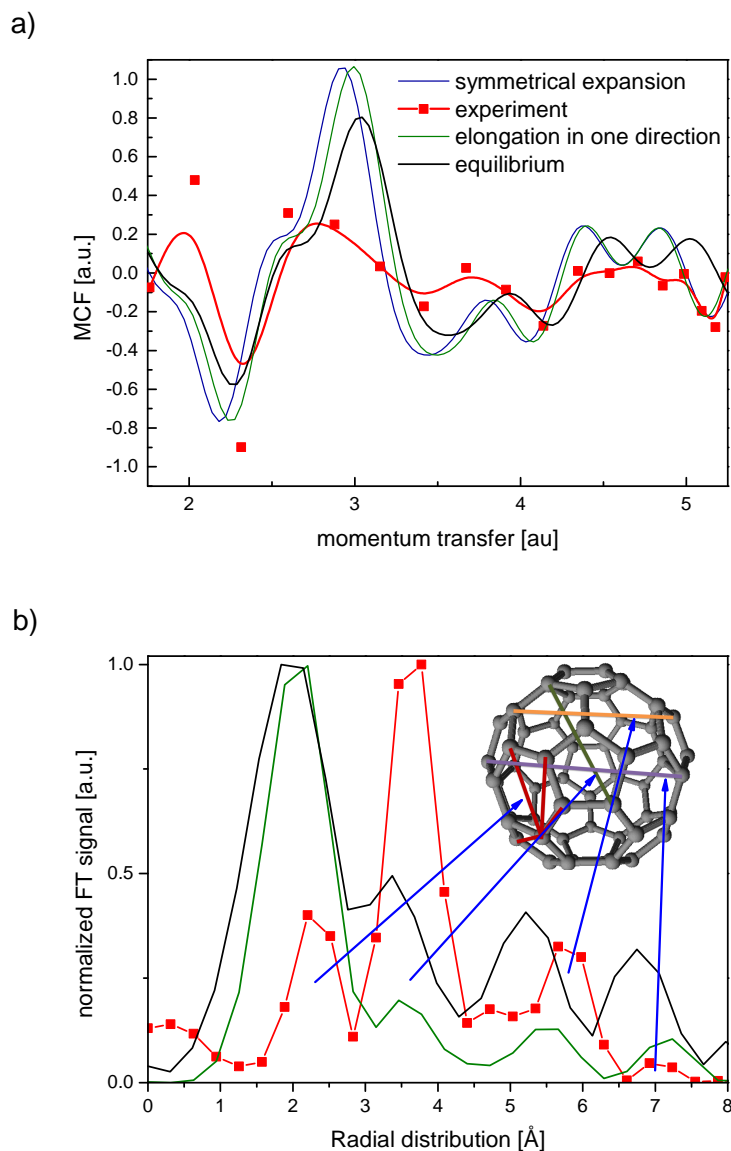 a)
1.0
0.8
0.6
0.4
0.2
0.0
-0.2
-0.4
-0.6
-0.8
-1.0
MCF [a.u.]
symmetrical expansion
experiment
elongation in one direction
equilibrium
2 3 4 5
momentum transfer [au]
b)
1.0
0.5
0.0
normalized FT signal [a.u.]
0 1 2 3 4 5 6 7 8
Radial distribution [Å]